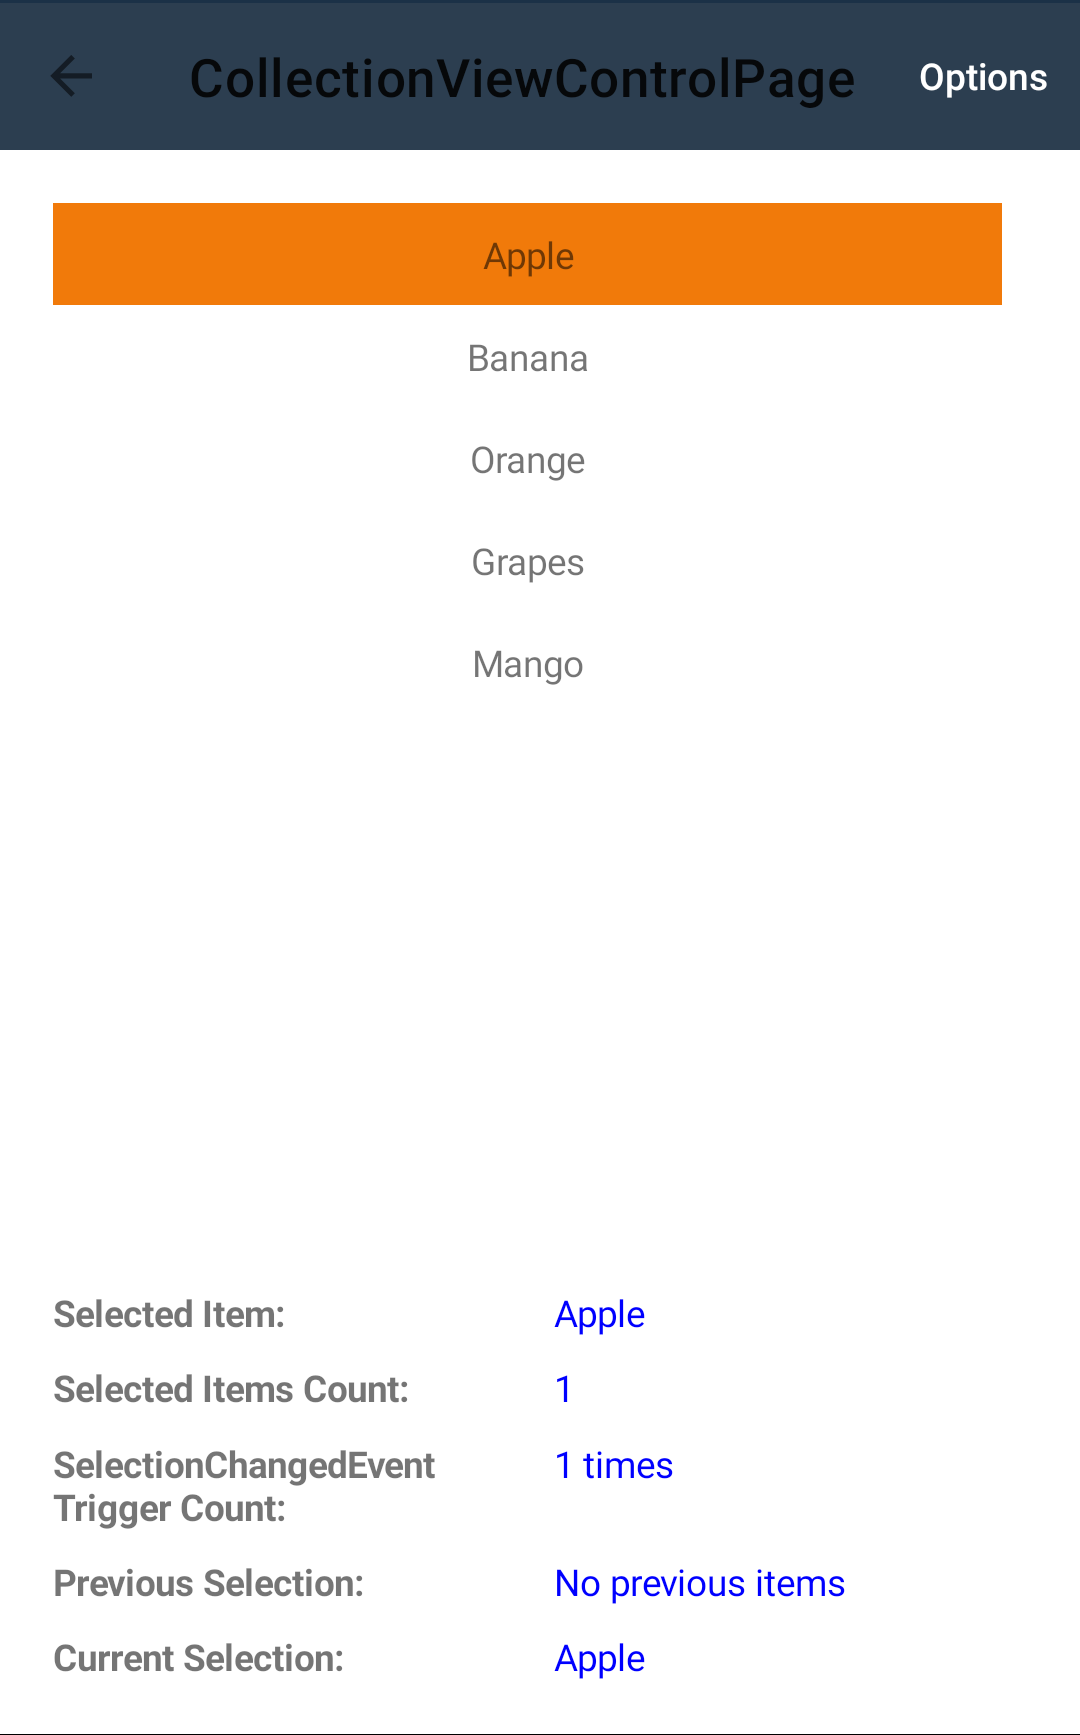 CollectionViewControlPage
Options
Apple
Banana
Orange
Grapes
Mango
Selected Item: Apple
Selected Items Count: 1
SelectionChangedEvent 1 times
Trigger Count:
Previous Selection: No previous items
Current Selection: Apple